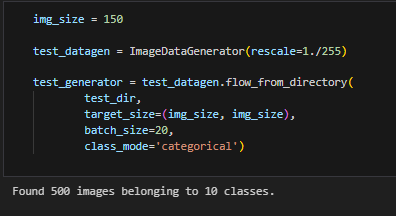 img_size = 150
test_datagen = ImageDataGenerator(rescale=1./255)
test_generator = test_datagen.flow_from_directory(
test_dir,
target_size=(img_size, img_size),
batch_size=20,
class_mode='categorical')
Found 500 images belonging to 10 classes.